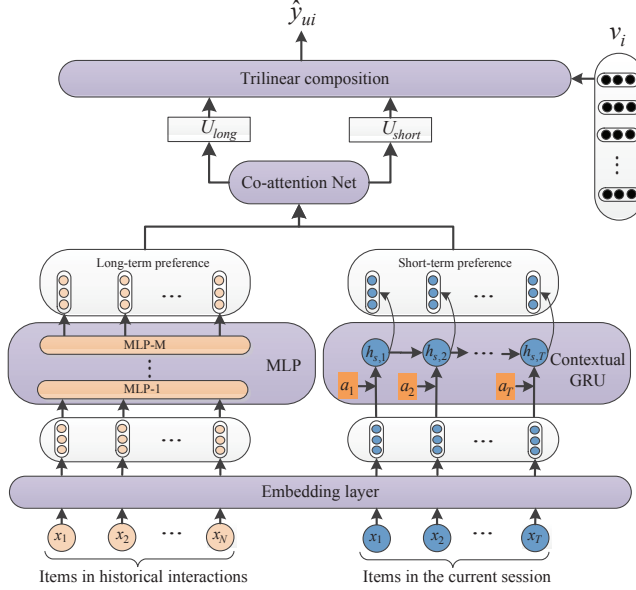 ŷ_ui
v_i
Trilinear composition
U_long
U_short
Co-attention Net
Long-term preference
Short-term preference
...
...
MLP-M
MLP
MLP-1
h_s,1
h_s,2
...
h_s,T
Contextual
GRU
a_1
a_2
a_T
...
...
Embedding layer
x_1
x_2
...
x_N
x_1
x_2
...
x_T
Items in historical interactions
Items in the current session